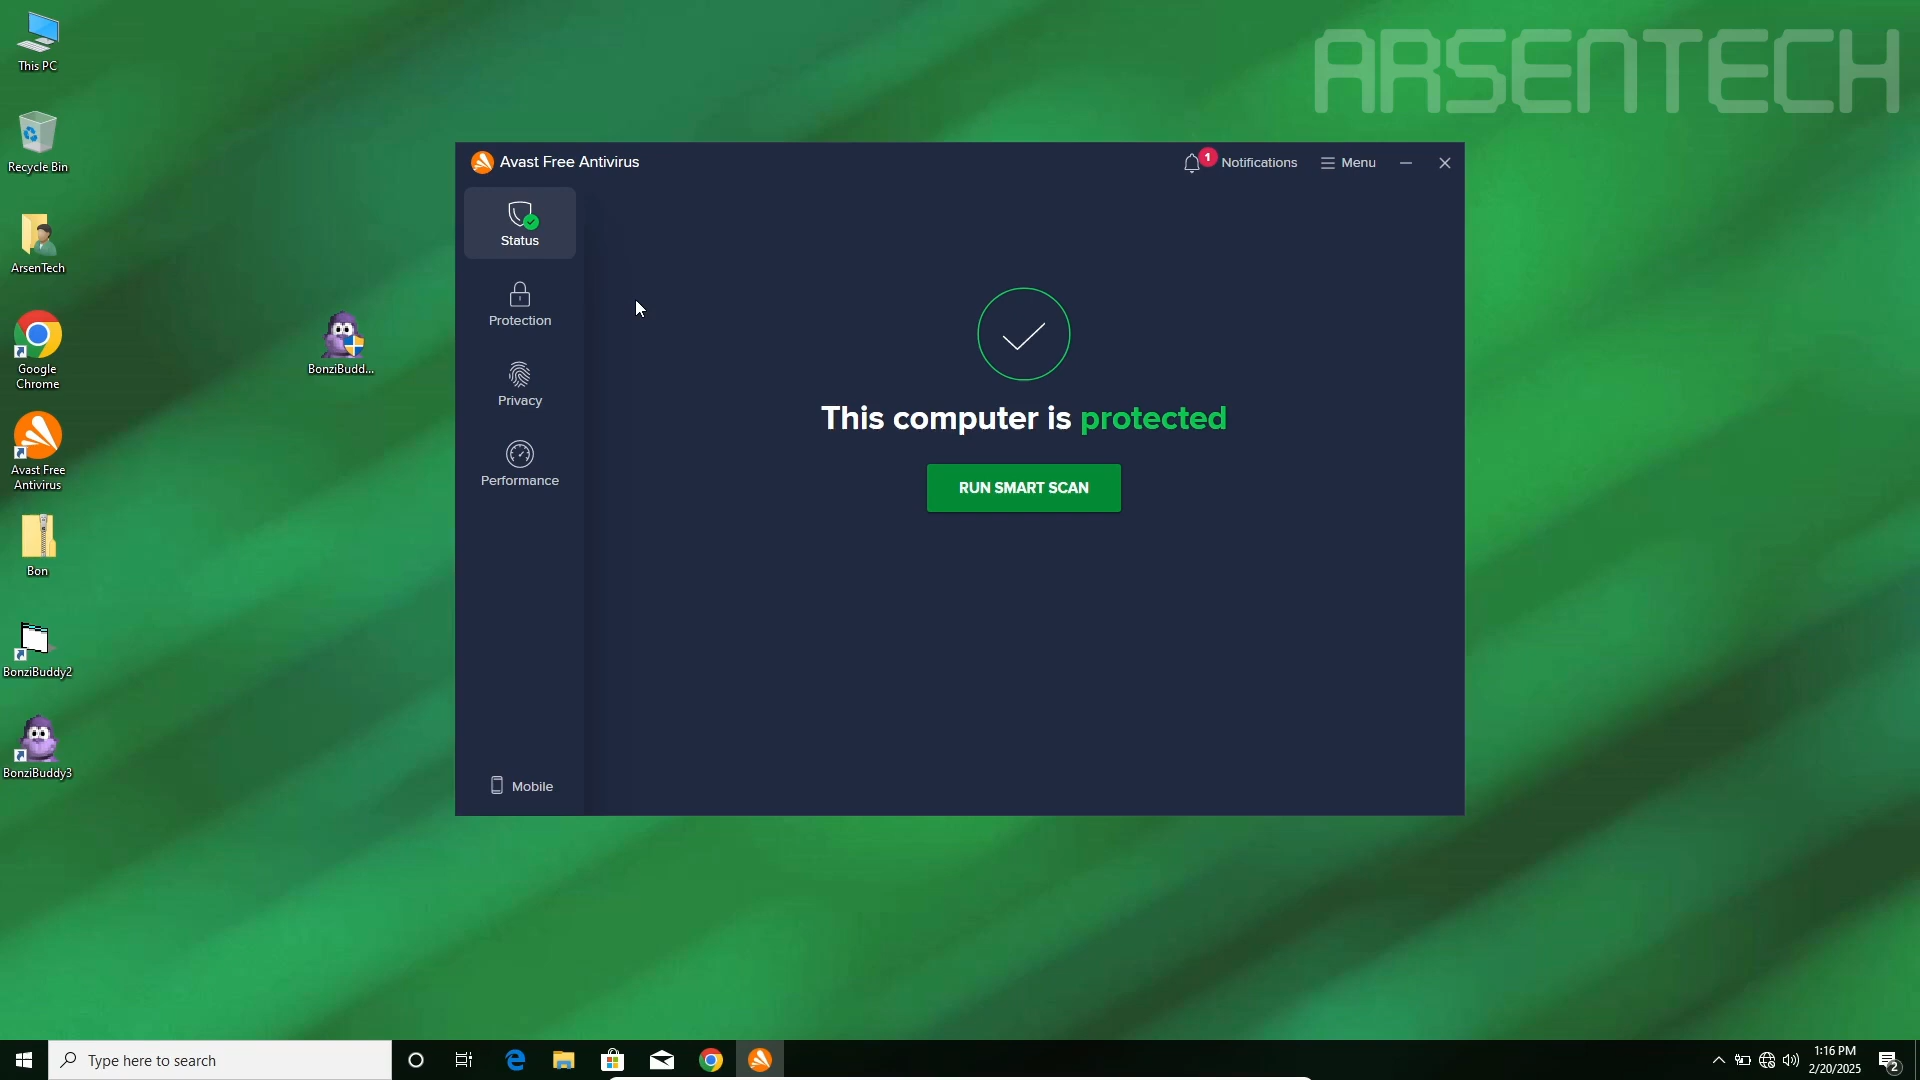 ARSENTECH
This PC
Recycle Bin
ArsenTech
Google
Chrome
Avast Free
Antivirus
Bon
BonziBuddy2
BonziBuddy3
BonziBudd...
Avast Free Antivirus
1
Notifications
Menu
Status
Protection
Privacy
Performance
Mobile
This computer is protected
RUN SMART SCAN
Type here to search
1:16 PM
2/20/2025
2